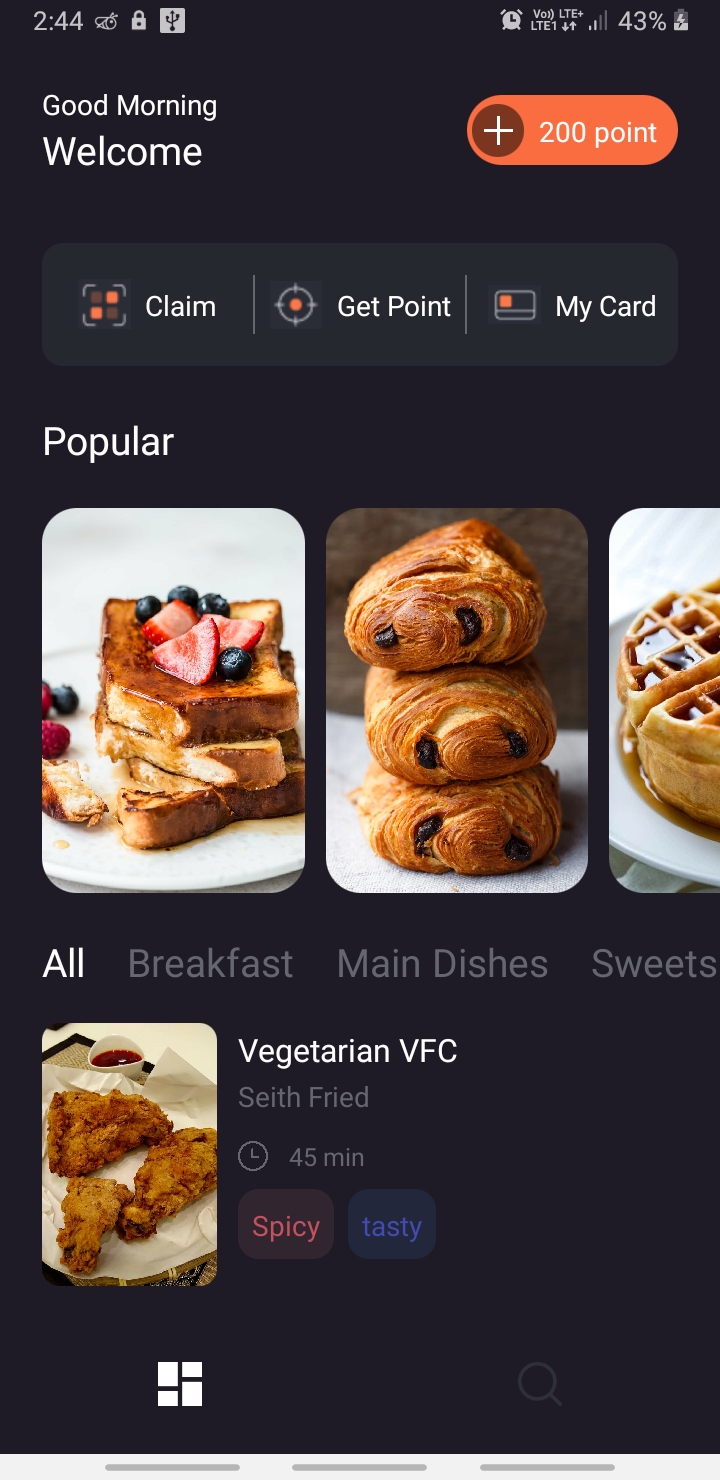 2:44 Vo) LTE+ LTE1 43%
Good Morning
Welcome
200 point
Claim Get Point My Card
Popular
All Breakfast Main Dishes Sweets
Vegetarian VFC
Seith Fried
45 min
Spicy tasty